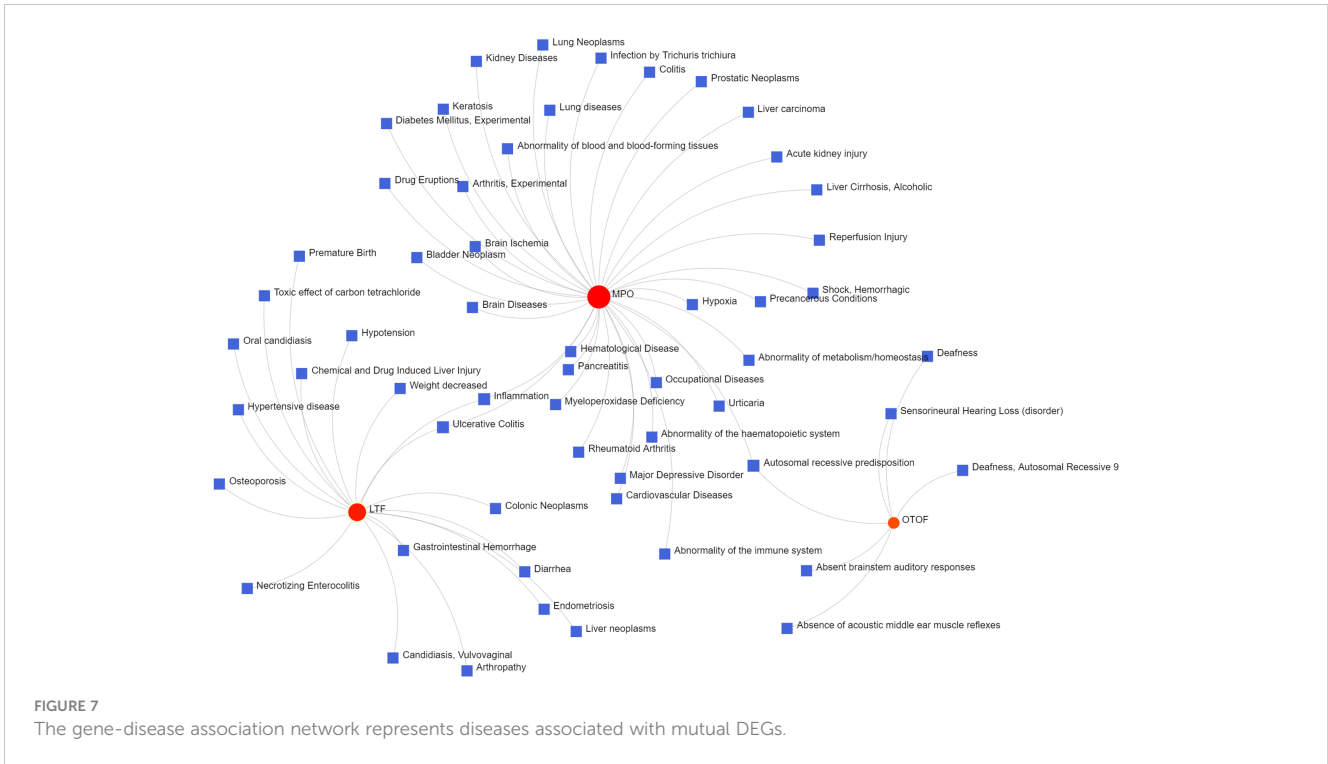 Lung Neoplasms
Kidney Diseases
Infection by Trichuris trichiura
Colitis
Prostatic Neoplasms
Keratosis
Lung diseases
Liver carcinoma
Diabetes Mellitus, Experimental
Abnormality of blood and blood-forming tissues
Acute kidney injury
Drug Eruptions
Arthritis, Experimental
Liver Cirrhosis, Alcoholic
Reperfusion Injury
Brain Ischemia
Bladder Neoplasm
Premature Birth
Toxic effect of carbon tetrachloride
MPO
Shock, Hemorrhagic
Precancerous Conditions
Hypoxia
Brain Diseases
Hypotension
Oral candidiasis
Hematological Disease
Deafness
Abnormality of metabolism/homeostasis
Pancreatitis
Chemical and Drug Induced Liver Injury
Occupational Diseases
Weight decreased
Inflammation
Myeloperoxidase Deficiency
Urticaria
Hypertensive disease
Sensorineural Hearing Loss (disorder)
Ulcerative Colitis
Abnormality of the haematopoietic system
Rheumatoid Arthritis
Autosomal recessive predisposition
Deafness, Autosomal Recessive 9
Major Depressive Disorder
Osteoporosis
Cardiovascular Diseases
Colonic Neoplasms
LTF
OTOF
Gastrointestinal Hemorrhage
Abnormality of the immune system
Diarrhea
Absent brainstem auditory responses
Necrotizing Enterocolitis
Endometriosis
Liver neoplasms
Absence of acoustic middle ear muscle reflexes
Candidiasis, Vulvovaginal
Arthropathy
FIGURE 7
The gene-disease association network represents diseases associated with mutual DEGs.